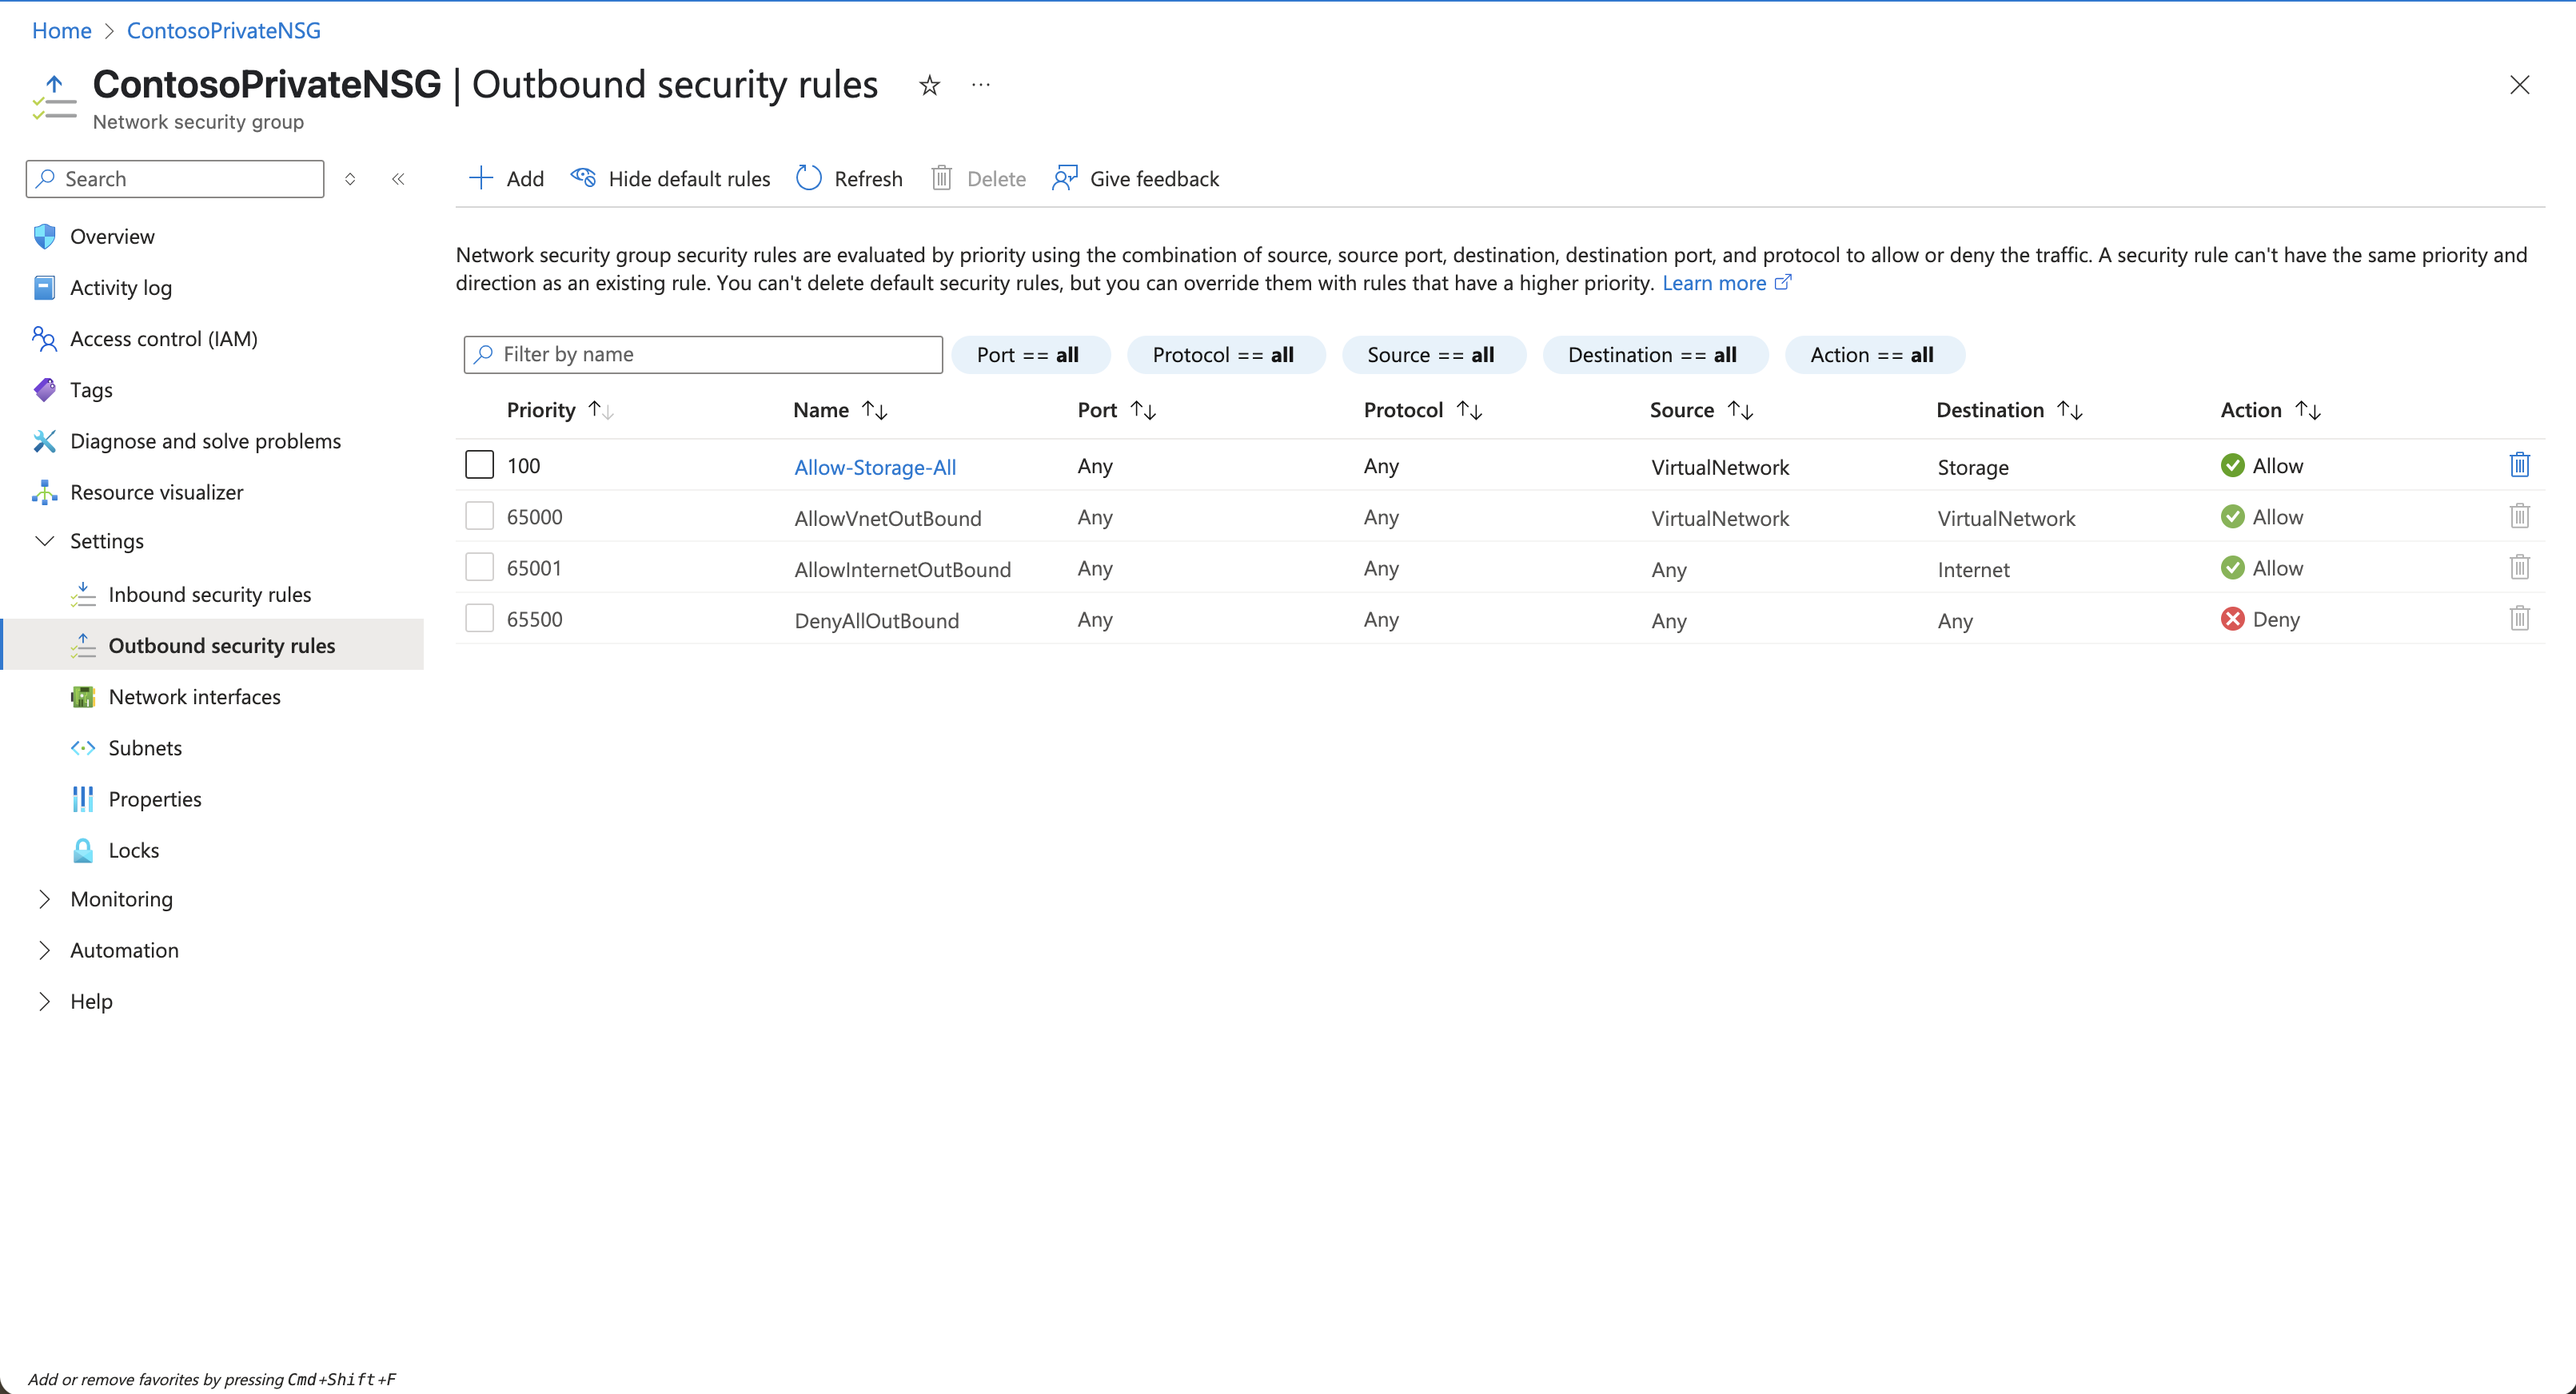 Home > ContosoPrivateNSG
ContosoPrivateNSG | Outbound security rules
Network security group
Search
Add Hide default rules Refresh Delete Give feedback
Overview
Activity log
Access control (IAM)
Tags
Diagnose and solve problems
Resource visualizer
Settings
Inbound security rules
Outbound security rules
Network interfaces
Subnets
Properties
Locks
Monitoring
Automation
Help
Network security group security rules are evaluated by priority using the combination of source, source port, destination, destination port, and protocol to allow or deny the traffic. A security rule can't have the same priority and
direction as an existing rule. You can't delete default security rules, but you can override them with rules that have a higher priority. Learn more
Filter by name Port == all Protocol == all Source == all Destination == all Action == all
Priority Name Port Protocol Source Destination Action
100 Allow-Storage-All Any Any VirtualNetwork Storage Allow
65000 AllowVnetOutBound Any Any VirtualNetwork VirtualNetwork Allow
65001 AllowInternetOutBound Any Any Any Internet Allow
65500 DenyAllOutBound Any Any Any Any Deny
Add or remove favorites by pressing Cmd+Shift+F